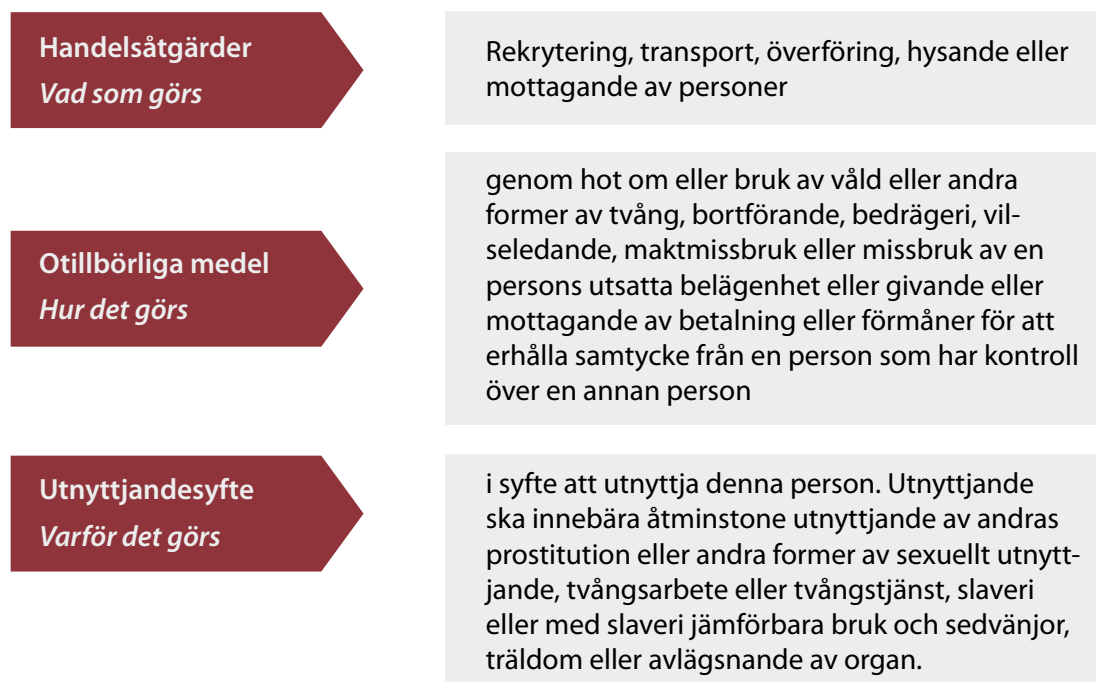 Handelsåtgärder
Vad som görs
Rekrytering, transport, överföring, hysande eller
mottagande av personer
Otillbörliga medel
Hur det görs
genom hot om eller bruk av våld eller andra
former av tvång, bortförande, bedrägeri, vil-
seledande, maktmissbruk eller missbruk av en
persons utsatta belägenhet eller givande eller
mottagande av betalning eller förmåner för att
erhålla samtycke från en person som har kontroll
över en annan person
Utnyttjandesyfte
Varför det görs
i syfte att utnyttja denna person. Utnyttjande
ska innebära åtminstone utnyttjande av andras
prostitution eller andra former av sexuellt utnytt-
jande, tvångsarbete eller tvångstjänst, slaveri
eller med slaveri jämförbara bruk och sedvänjor,
träldom eller avlägsnande av organ.